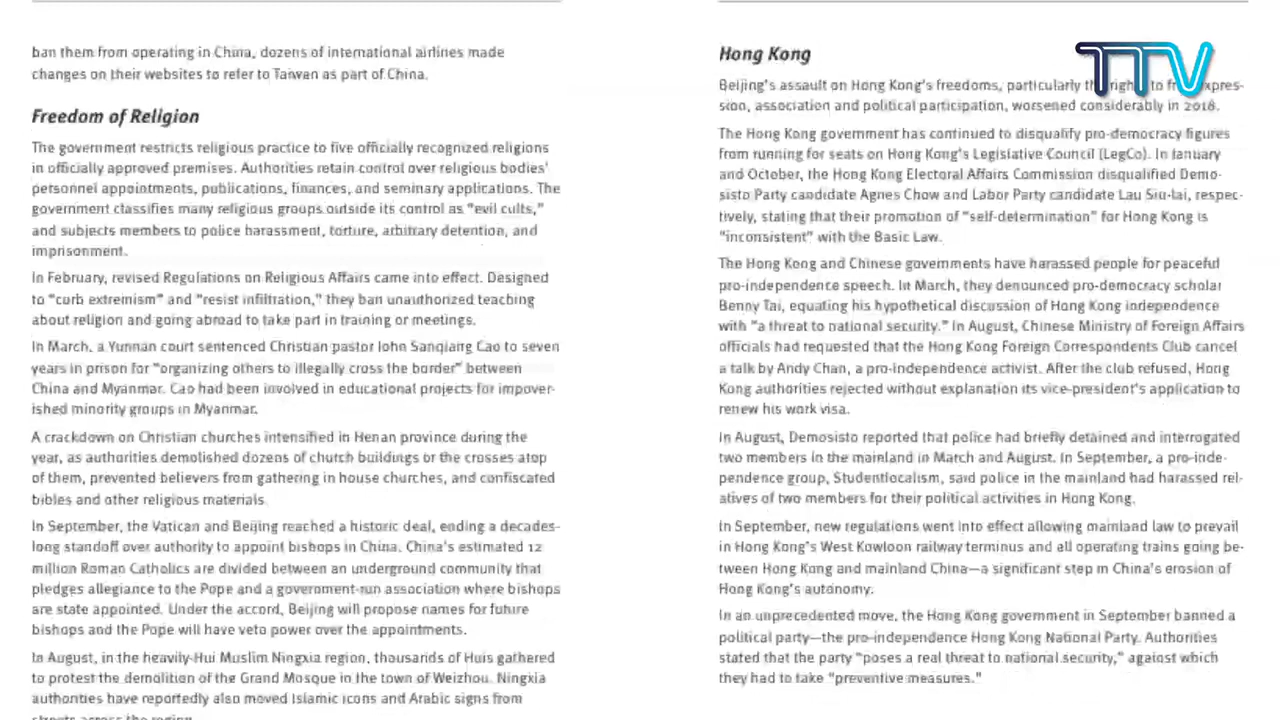 ban them from operating in China, dozens of international airlines made
changes on their websites to refer to Taiwan as part of China.
Freedom of Religion
The government restricts religious practice to five officially recognized religions
in officially approved premises. Authorities retain control over religious bodies'
personnel appointments, publications, finances, and seminary applications. The
government classifies many religious groups outside its control as “evil cults,”
and subjects members to police harassment, torture, arbitrary detention, and
imprisonment.
In February, revised Regulations on Religious Affairs came into effect. Designed
to “curb extremism” and “resist infiltration,” they ban unauthorized teaching
about religion and going abroad to take part in training or meetings.
In March, a Yunnan court sentenced Christian pastor John Sanqiang Cao to seven
years in prison for “organizing others to illegally cross the border” between
China and Myanmar. Cao had been involved in educational projects for impover-
ished minority groups in Myanmar.
A crackdown on Christian churches intensified in Henan province during the
year, as authorities demolished dozens of church buildings or the crosses atop
of them, prevented believers from gathering in house churches, and confiscated
bibles and other religious materials.
In September, the Vatican and Beijing reached a historic deal, ending a decades-
long standoff over authority to appoint bishops in China. China's estimated 12
million Roman Catholics are divided between an underground community that
pledges allegiance to the Pope and a government-run association where bishops
are state appointed. Under the accord, Beijing will propose names for future
bishops and the Pope will have veto power over the appointments.
In August, in the heavily-Hui Muslim Ningxia region, thousands of Huis gathered
to protest the demolition of the Grand Mosque in the town of Weizhou. Ningxia
authorities have reportedly also moved Islamic icons and Arabic signs from
streets across the region.
Hong Kong
TTV
Beijing's assault on Hong Kong's freedoms, particularly the rights to free expres-
sion, association and political participation, worsened considerably in 2018.
The Hong Kong government has continued to disqualify pro-democracy figures
from running for seats on Hong Kong's Legislative Council (LegCo). In January
and October, the Hong Kong Electoral Affairs Commission disqualified Demo-
sisto Party candidate Agnes Chow and Labor Party candidate Lau Siu-lai, respec-
tively, stating that their promotion of “self-determination” for Hong Kong is
“inconsistent” with the Basic Law.
The Hong Kong and Chinese governments have harassed people for peaceful
pro-independence speech. In March, they denounced pro-democracy scholar
Benny Tai, equating his hypothetical discussion of Hong Kong independence
with “a threat to national security.” In August, Chinese Ministry of Foreign Affairs
officials had requested that the Hong Kong Foreign Correspondents Club cancel
a talk by Andy Chan, a pro-independence activist. After the club refused, Hong
Kong authorities rejected without explanation its vice-president's application to
renew his work visa.
In August, Demosisto reported that police had briefly detained and interrogated
two members in the mainland in March and August. In September, a pro-inde-
pendence group, Studentlocalism, said police in the mainland had harassed rel-
atives of two members for their political activities in Hong Kong.
In September, new regulations went into effect allowing mainland law to prevail
in Hong Kong's West Kowloon railway terminus and all operating trains going be-
tween Hong Kong and mainland China—a significant step in China's erosion of
Hong Kong's autonomy.
In an unprecedented move, the Hong Kong government in September banned a
political party—the pro-independence Hong Kong National Party. Authorities
stated that the party “poses a real threat to national security,” against which
they had to take “preventive measures.”